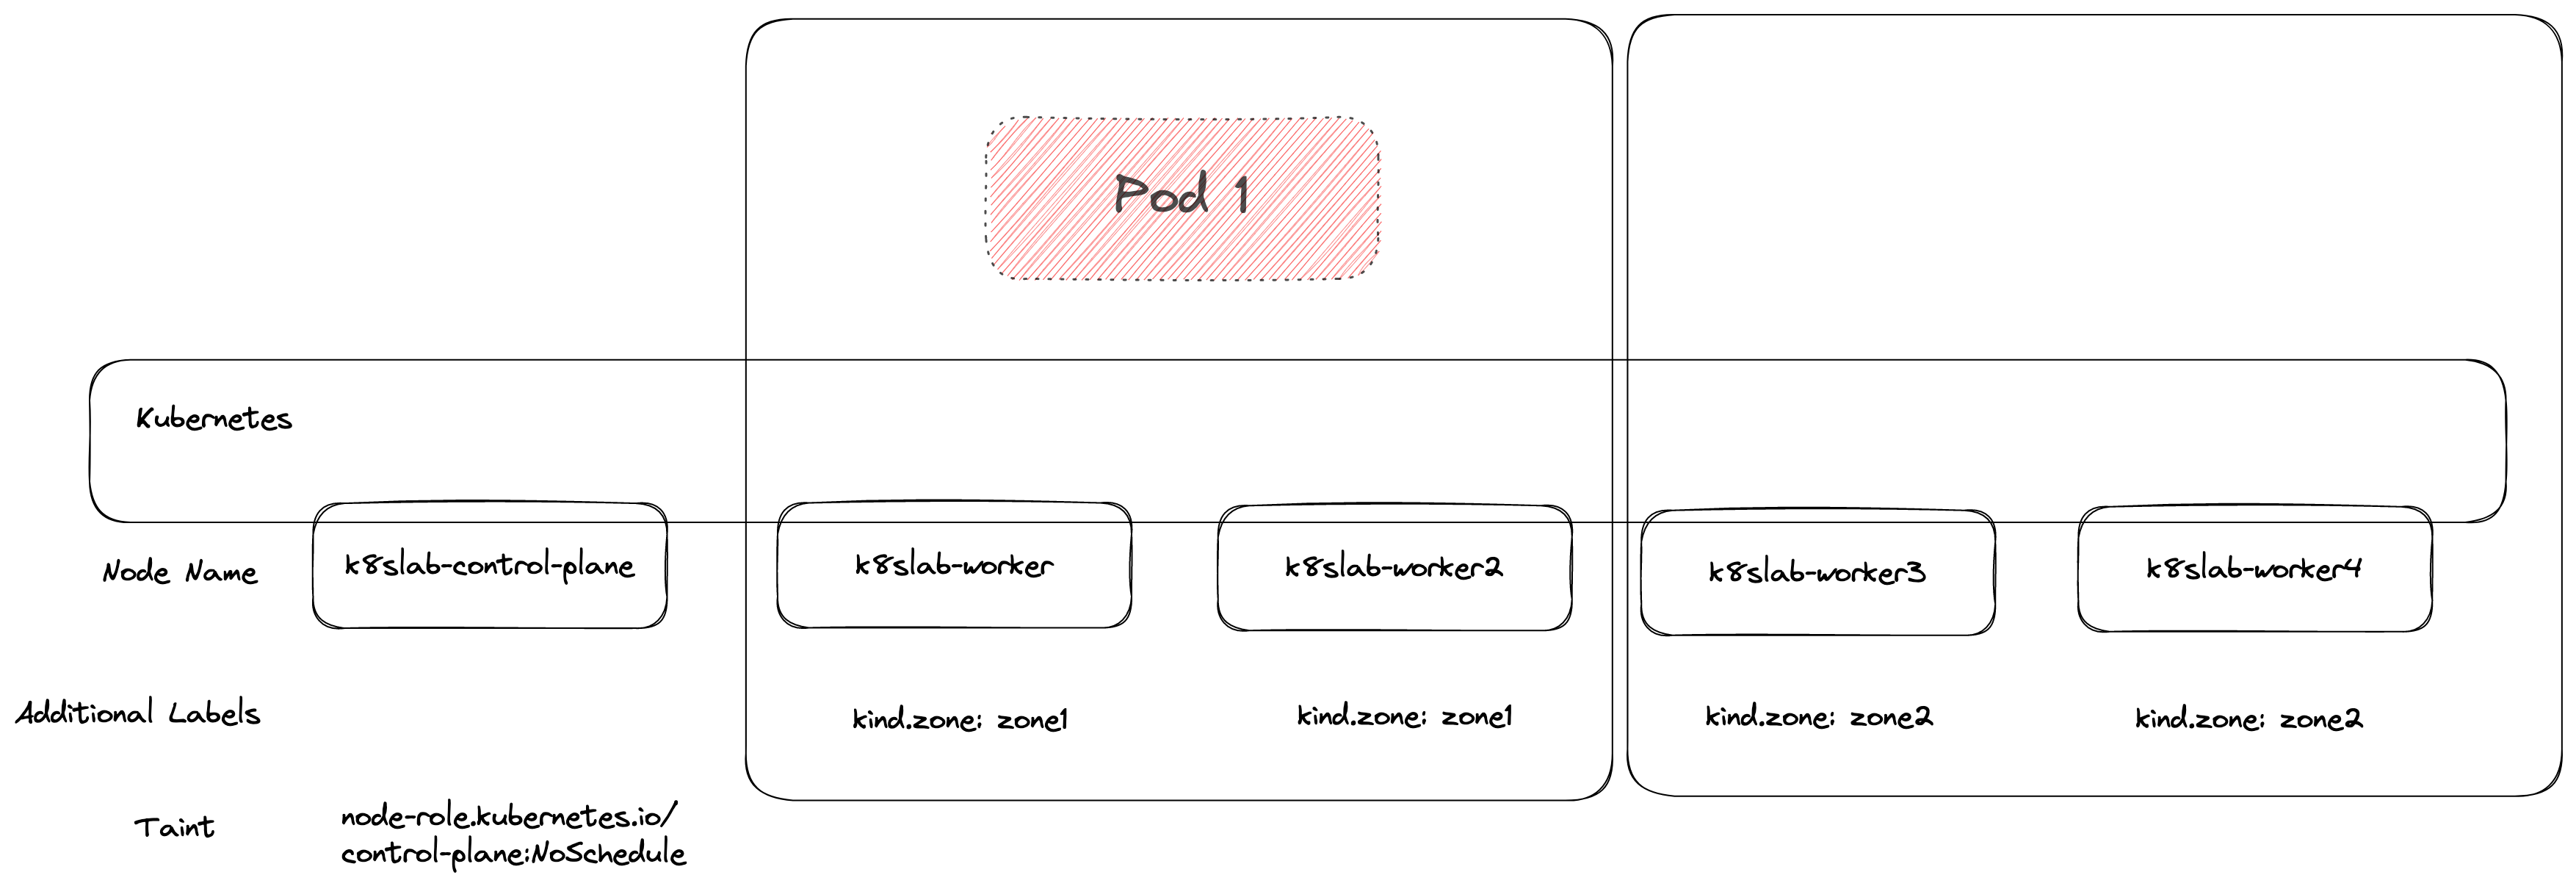 Pod 1
Kubernetes
Node Name
k8slab-control-plane
k8slab-worker
k8slab-worker2
k8slab-worker3
k8slab-worker4
Additional Labels
kind.zone: zone1
kind.zone: zone1
kind.zone: zone2
kind.zone: zone2
Taint
node-role.kubernetes.io/
control-plane:NoSchedule